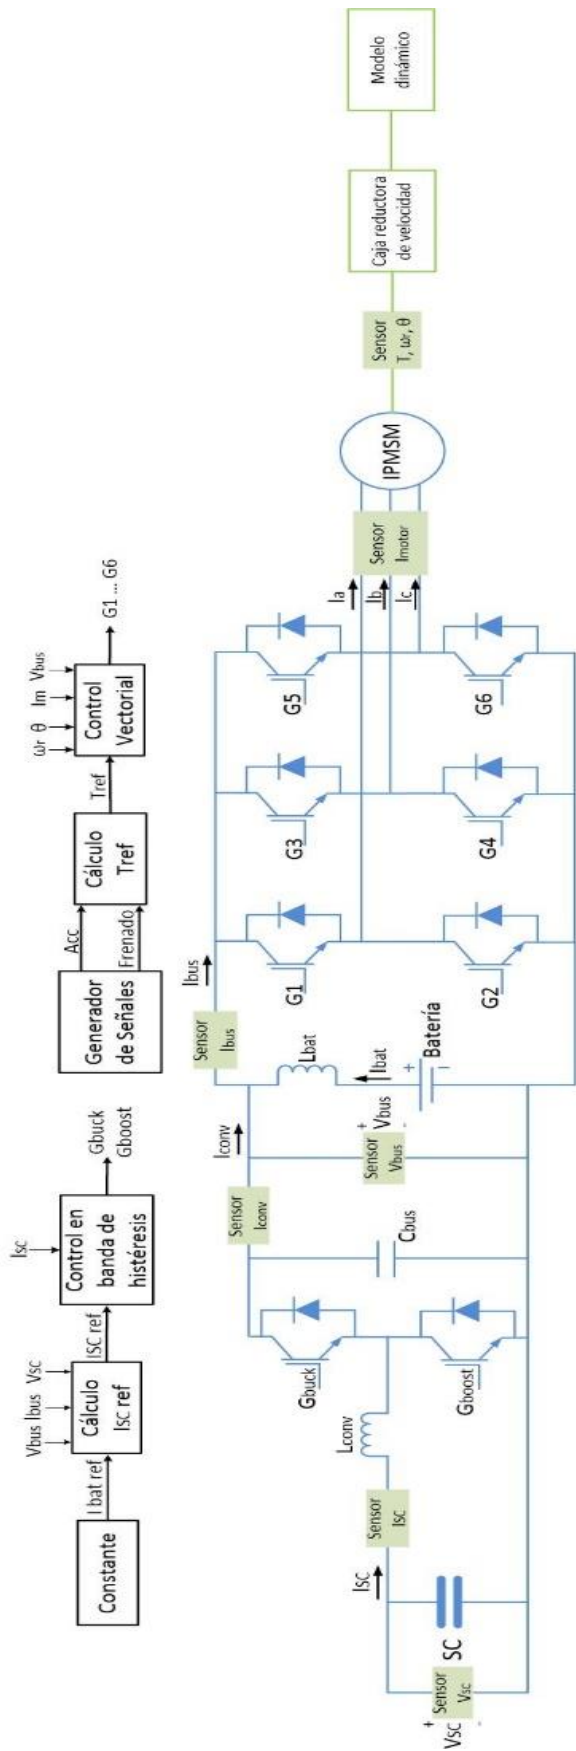 Constante
I bat ref
Vbus Ibus Vsc
Cálculo
Isc ref
ISC ref
Isc
Control en
banda de
histéresis
Gbuck
Gboost
Generador
de Señales
Acc
Frenado
Cálculo
Tref
Tref
ωr θ Im Vbus
Control
Vectorial
G1 ... G6
+
Vsc
-
Sensor
Vsc
SC
Isc
Sensor
Isc
Lconv
Gbuck
Gboost
Cbus
Sensor
Iconv
Iconv
Sensor
Vbus
+
Vbus
-
Lbat
Ibat
+
-
Batería
Sensor
Ibus
Ibus
G1
G3
G5
G2
G4
G6
Ia
Ib
Ic
Sensor
Imotor
IPMSM
Sensor
T, ωr, θ
Caja reductora
de velocidad
Modelo
dinámico